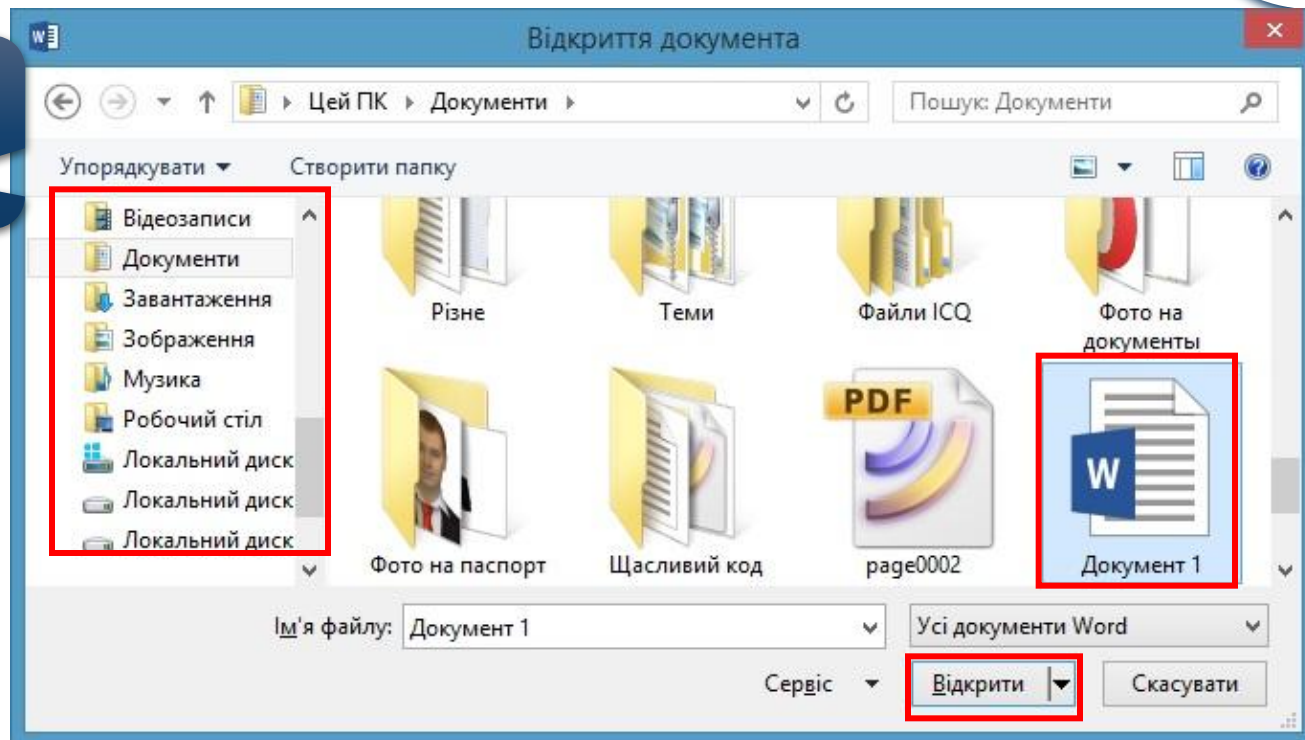 Відкриття документа
Цей ПК Документи
Пошук: Документи
Упорядкувати
Створити папку
Відеозаписи
Документи
Завантаження
Зображення
Музика
Робочий стіл
Локальний диск
Локальний диск
Локальний диск
Різне
Теми
Файли ICQ
Фото на
документы
PDF
W
Фото на паспорт
Щасливий код
page0002
Документ 1
Ім'я файлу: Документ 1
Усі документи Word
Сервіс
Відкрити
Скасувати